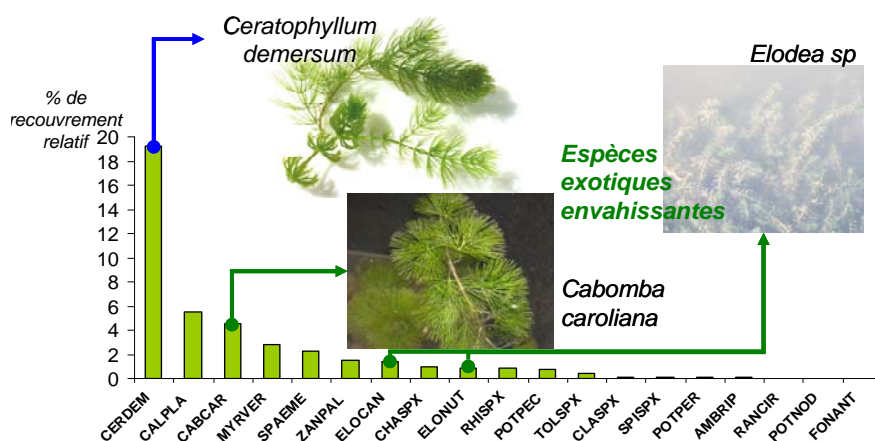 Ceratophyllum
demersum
Elodea sp
% de
recouvrement
relatif
Espèces
exotiques
envahissantes
Cabomba
caroliana
20
18
16
14
12
10
8
6
4
2
0
CERDEM
CALPLA
CABCAR
MYRVER
SPAEME
ZANPAL
ELOCAN
CHASPX
ELONUT
RHISPX
POTPEC
TOLSPX
CLASPX
SPISPX
POTPER
AMBRIP
RANCIR
POTNOD
FONANT